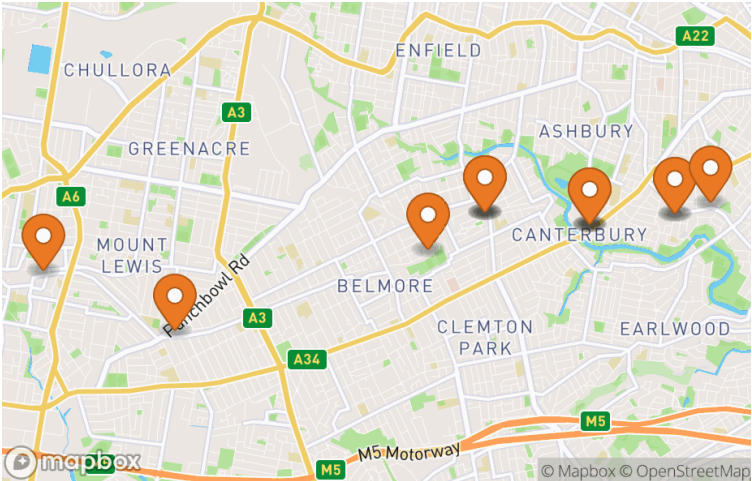 A22
ENFIELD
CHULLORA
A3
ASHBURY
GREENACRE
A6
MOUNT
LEWIS
CANTERBURY
Punchbowl Rd
BELMORE
A3
CLEMTON
PARK
EARLWOOD
A34
M5
M5 Motorway
mapbox
M5
© Mapbox © OpenStreetMap